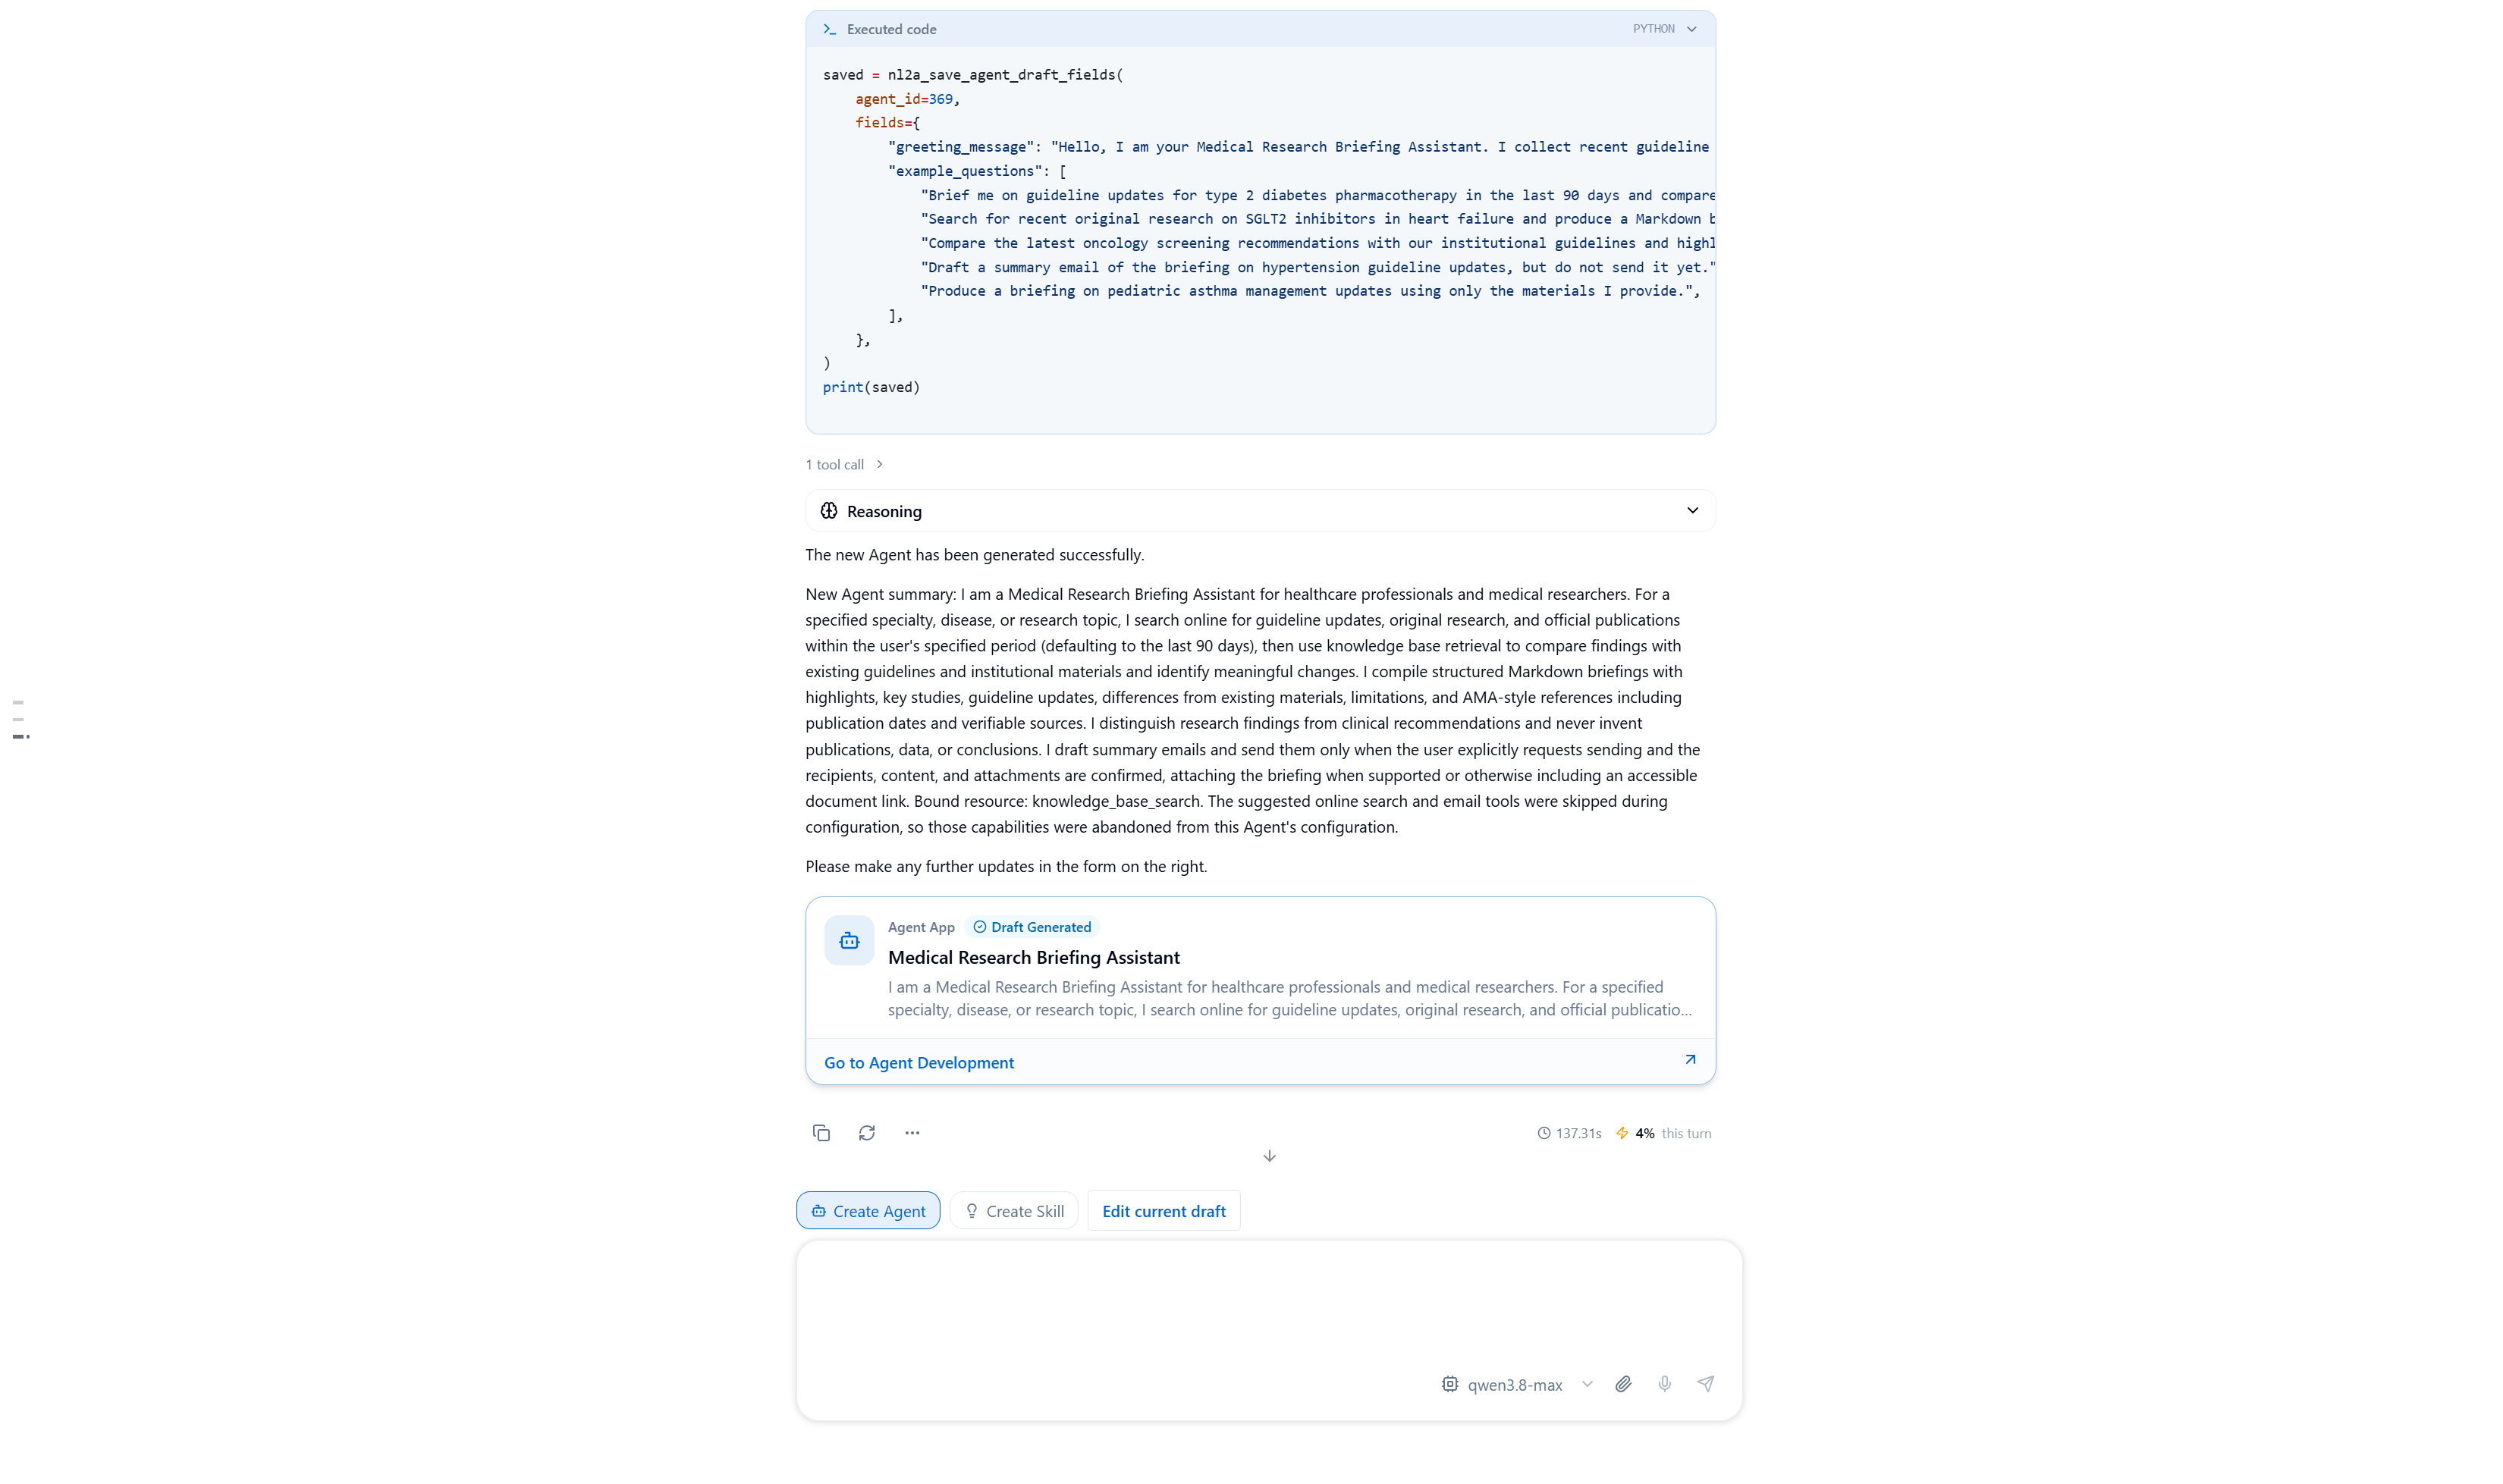 Executed code
PYTHON
saved = nl2a_save_agent_draft_fields(
    agent_id=369,
    fields={
        "greeting_message": "Hello, I am your Medical Research Briefing Assistant. I collect recent guideline
        "example_questions": [
            "Brief me on guideline updates for type 2 diabetes pharmacotherapy in the last 90 days and compare
            "Search for recent original research on SGLT2 inhibitors in heart failure and produce a Markdown b
            "Compare the latest oncology screening recommendations with our institutional guidelines and highl
            "Draft a summary email of the briefing on hypertension guideline updates, but do not send it yet."
            "Produce a briefing on pediatric asthma management updates using only the materials I provide.",
        ],
    },
)
print(saved)
1 tool call
Reasoning
The new Agent has been generated successfully.
New Agent summary: I am a Medical Research Briefing Assistant for healthcare professionals and medical researchers. For a
specified specialty, disease, or research topic, I search online for guideline updates, original research, and official publications
within the user's specified period (defaulting to the last 90 days), then use knowledge base retrieval to compare findings with
existing guidelines and institutional materials and identify meaningful changes. I compile structured Markdown briefings with
highlights, key studies, guideline updates, differences from existing materials, limitations, and AMA-style references including
publication dates and verifiable sources. I distinguish research findings from clinical recommendations and never invent
publications, data, or conclusions. I draft summary emails and send them only when the user explicitly requests sending and the
recipients, content, and attachments are confirmed, attaching the briefing when supported or otherwise including an accessible
document link. Bound resource: knowledge_base_search. The suggested online search and email tools were skipped during
configuration, so those capabilities were abandoned from this Agent's configuration.
Please make any further updates in the form on the right.
Agent App
Draft Generated
Medical Research Briefing Assistant
I am a Medical Research Briefing Assistant for healthcare professionals and medical researchers. For a specified
specialty, disease, or research topic, I search online for guideline updates, original research, and official publicatio...
Go to Agent Development
137.31s
4% this turn
Create Agent
Create Skill
Edit current draft
qwen3.8-max